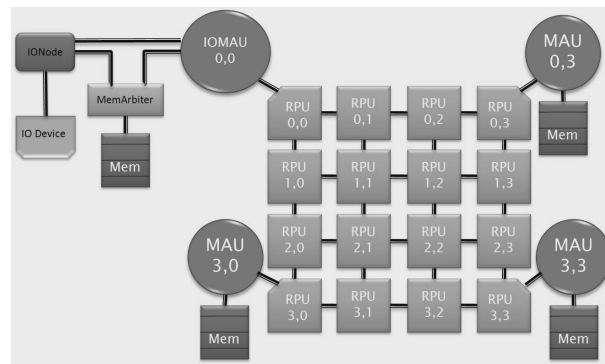 IONode
IOMAU
0,0
MAU
0,3
MemArbiter
IO Device
Mem
Mem
RPU
0,0
RPU
0,1
RPU
0,2
RPU
0,3
RPU
1,0
RPU
1,1
RPU
1,2
RPU
1,3
MAU
3,0
RPU
2,0
RPU
2,1
RPU
2,2
RPU
2,3
MAU
3,3
RPU
3,0
RPU
3,1
RPU
3,2
RPU
3,3
Mem
Mem